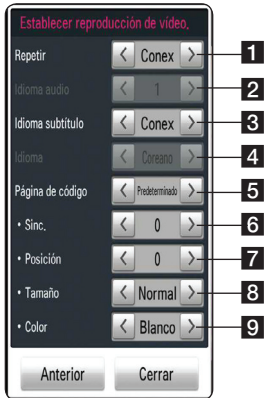 Establecer reproducción de vídeo.
Repetir < Conex > 1
Idioma audio < 1 > 2
Idioma subtítulo < Conex > 3
Idioma < Coreano > 4
Página de código < Predeterminado > 5
• Sinc. < 0 > 6
• Posición < 0 > 7
• Tamaño < Normal > 8
• Color < Blanco > 9
Anterior Cerrar